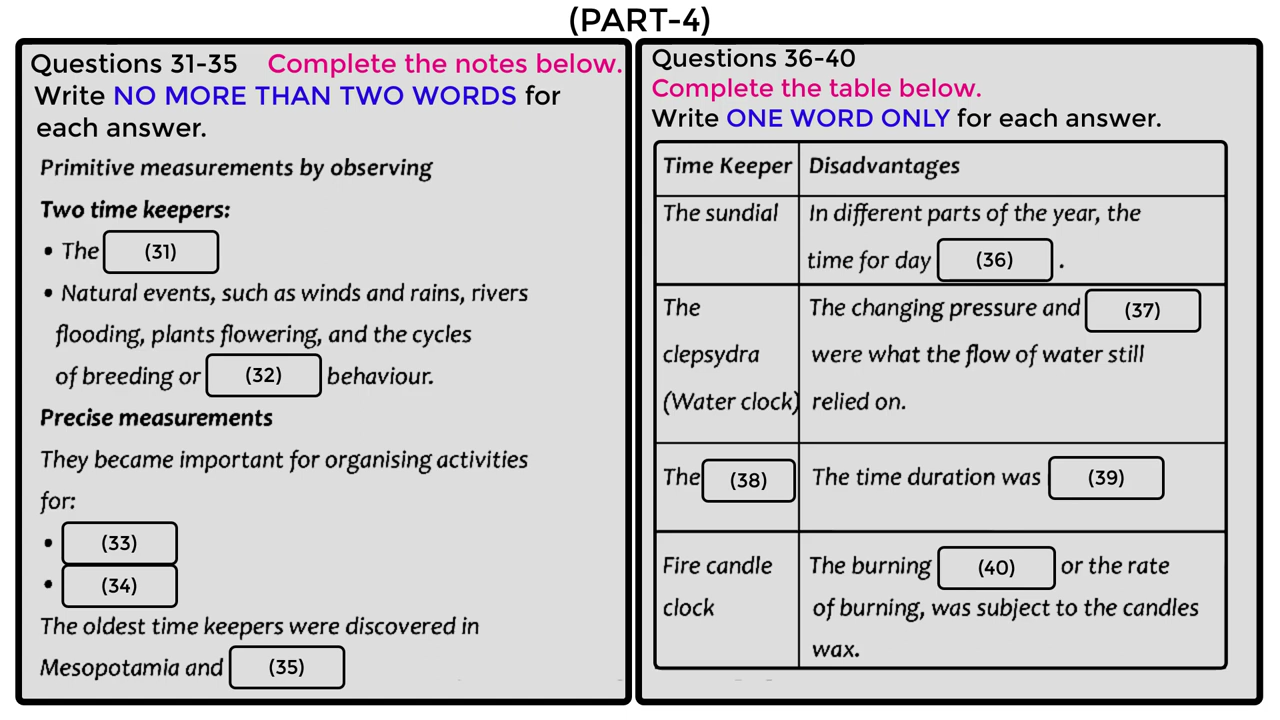 (PART-4)
Questions 31-35 Complete the notes below.
Write NO MORE THAN TWO WORDS for
each answer.
Primitive measurements by observing
Two time keepers:
• The (31)
• Natural events, such as winds and rains, rivers
flooding, plants flowering, and the cycles
of breeding or (32) behaviour.
Precise measurements
They became important for organising activities
for:
• (33)
• (34)
The oldest time keepers were discovered in
Mesopotamia and (35)
Questions 36-40
Complete the table below.
Write ONE WORD ONLY for each answer.
Time Keeper Disadvantages
The sundial In different parts of the year, the
time for day (36) .
The The changing pressure and (37)
clepsydra were what the flow of water still
(Water clock) relied on.
The (38) The time duration was (39)
Fire candle The burning (40) or the rate
clock of burning, was subject to the candles
wax.